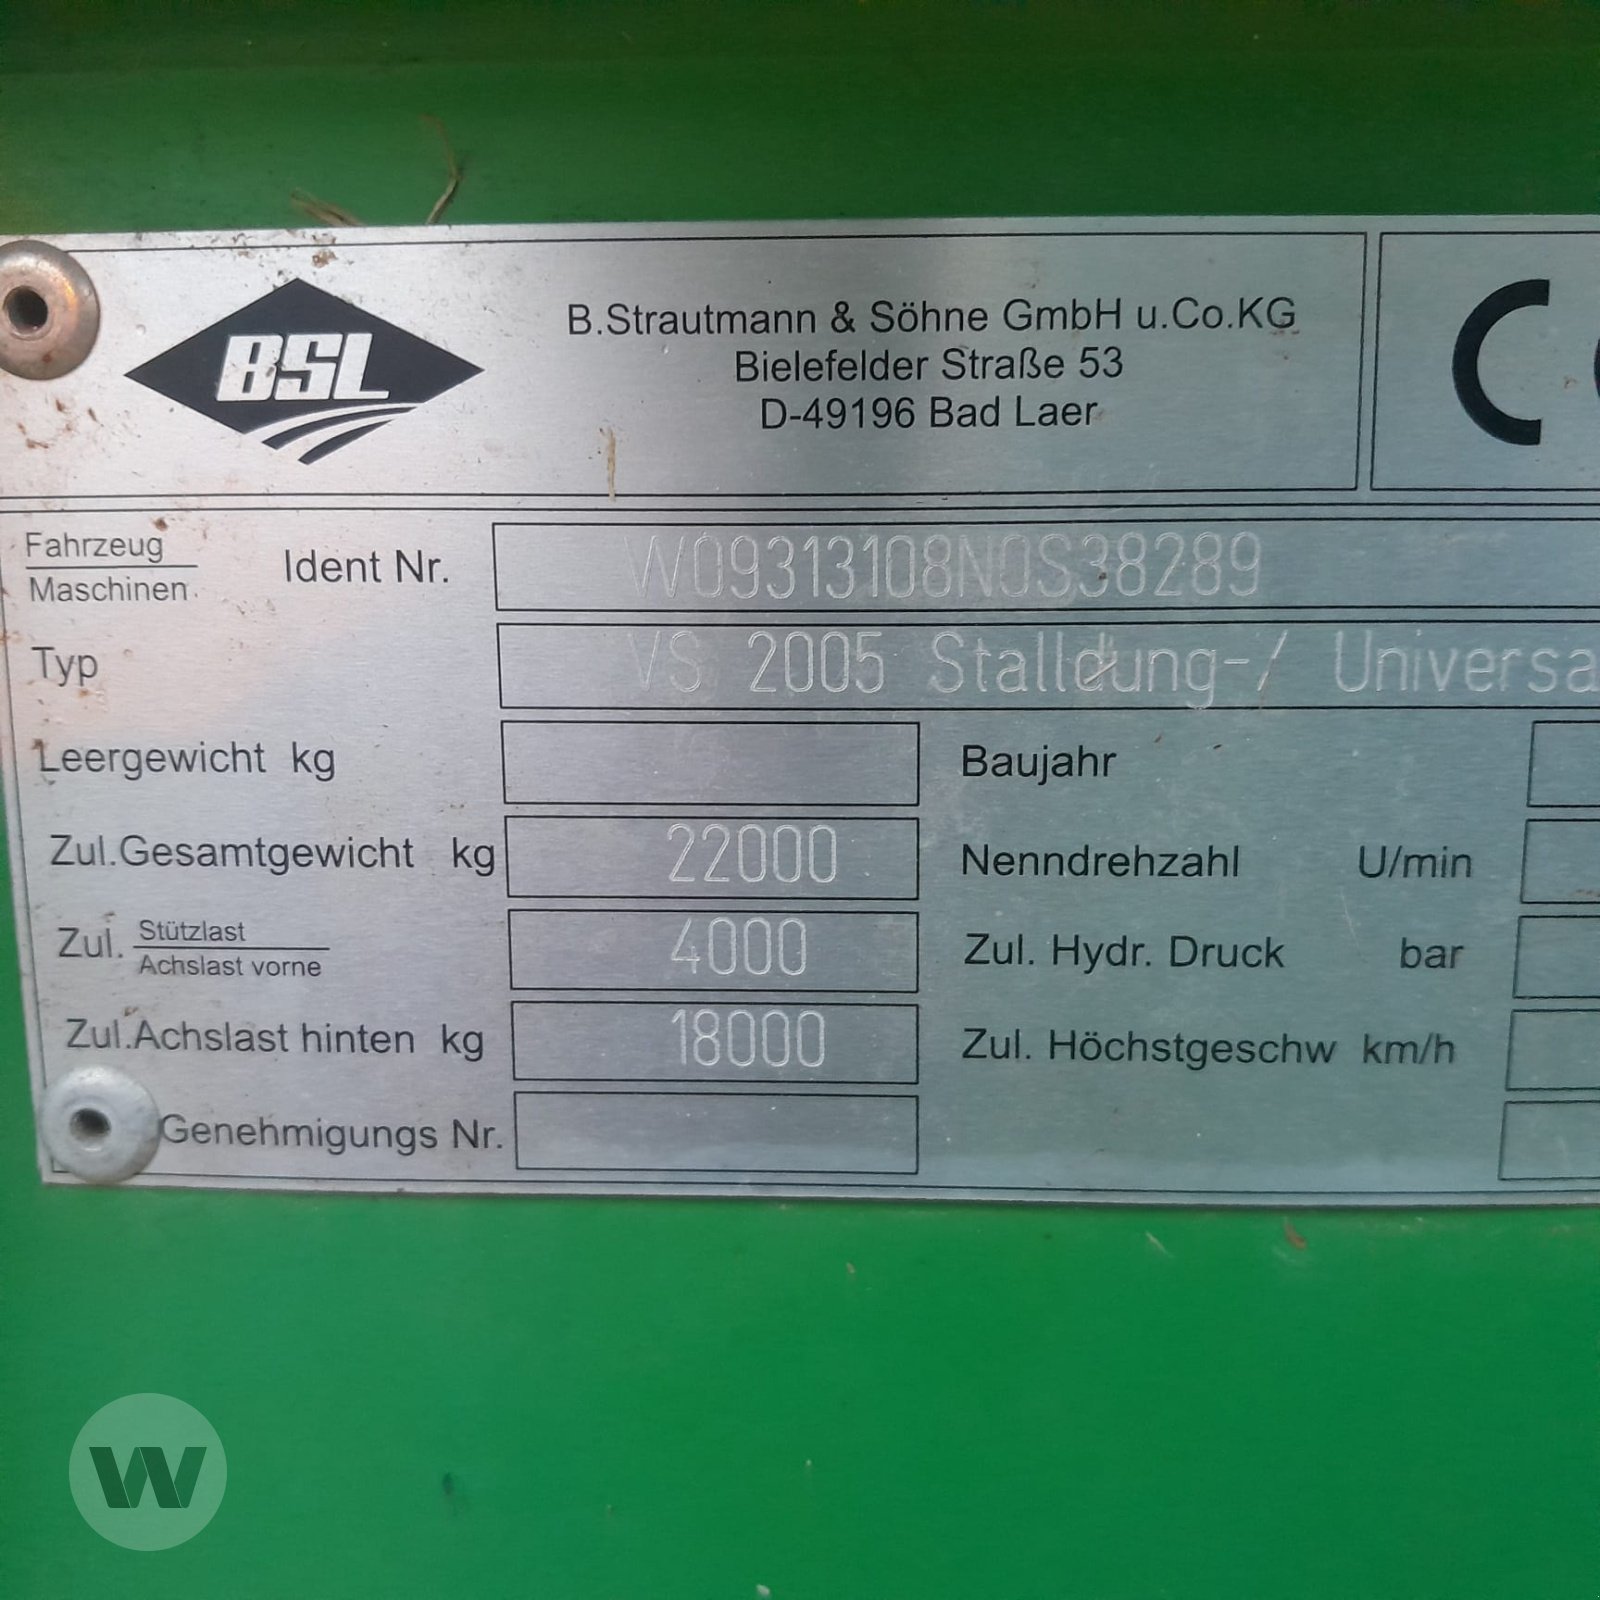 BSL
B.Strautmann & Söhne GmbH u.Co.KG
Bielefelder Straße 53
D-49196 Bad Laer
C
Fahrzeug
Maschinen
Ident Nr.
W09313108N0S38289
Typ
VS 2005 Stalldung-/ Universa
Leergewicht kg
Baujahr
Zul.Gesamtgewicht kg
22000
Nenndrehzahl U/min
Zul. Stützlast
Achslast vorne
4000
Zul. Hydr. Druck bar
Zul.Achslast hinten kg
18000
Zul. Höchstgeschw km/h
Genehmigungs Nr.
W